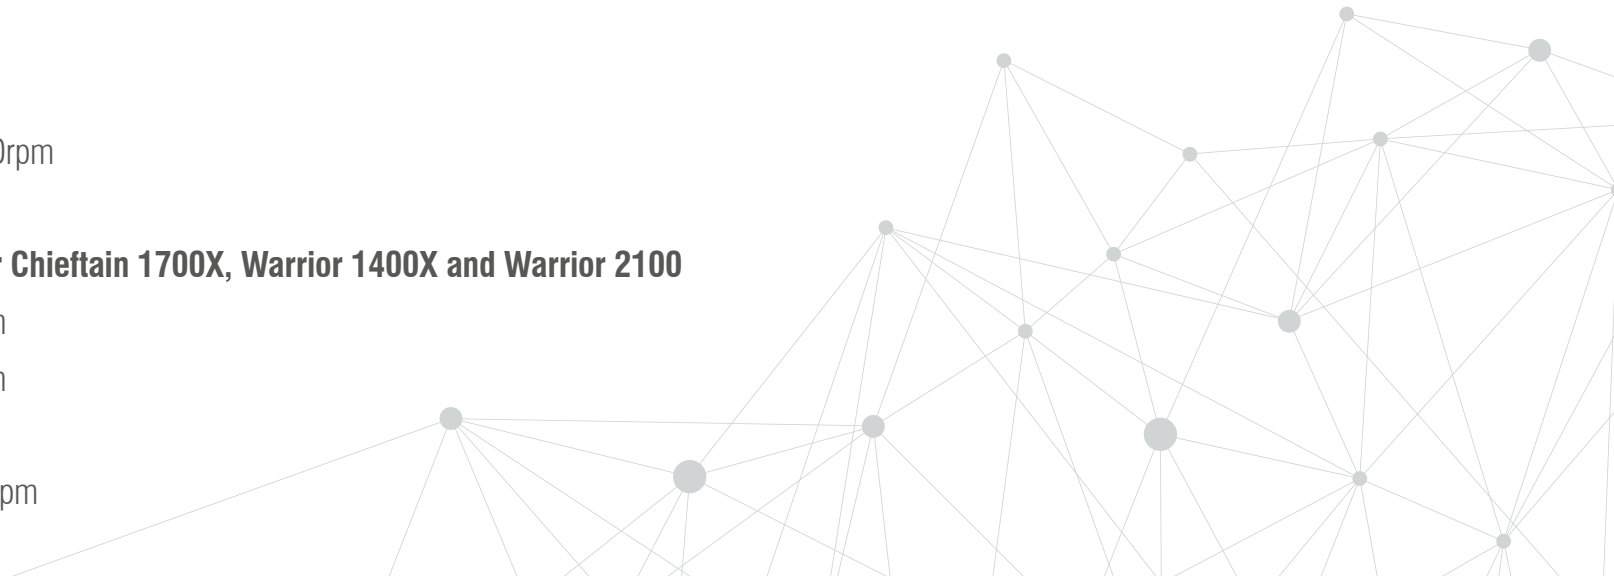 0rpm
r Chieftain 1700X, Warrior 1400X and Warrior 2100
m
m
pm